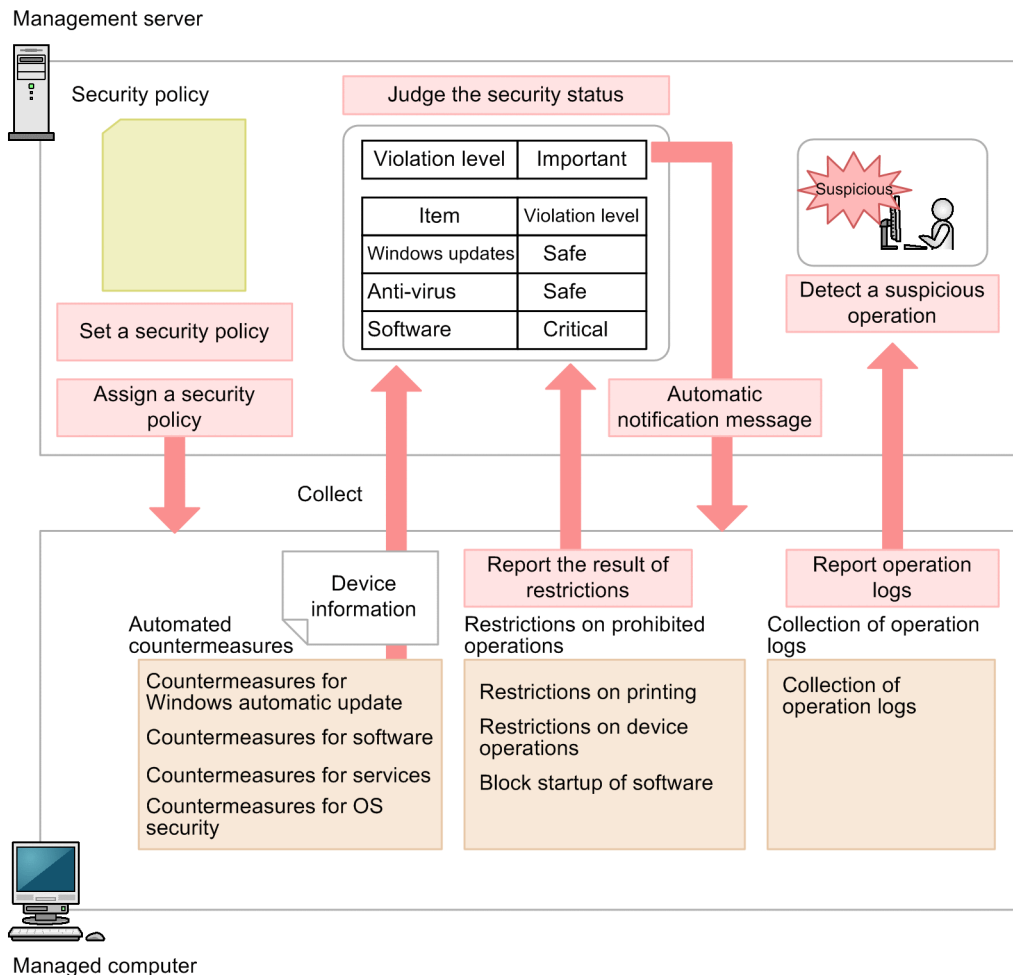 Management server
Security policy
Judge the security status
Violation level Important
Item Violation level
Windows updates Safe
Anti-virus Safe
Software Critical
Suspicious
Set a security policy
Assign a security
policy
Detect a suspicious
operation
Automatic
notification message
Collect
Device
information
Report the result of
restrictions
Report operation
logs
Automated
countermeasures
Countermeasures for
Windows automatic update
Countermeasures for software
Countermeasures for services
Countermeasures for OS
security
Restrictions on prohibited
operations
Restrictions on printing
Restrictions on device
operations
Block startup of software
Collection of operation
logs
Collection of
operation logs
Managed computer